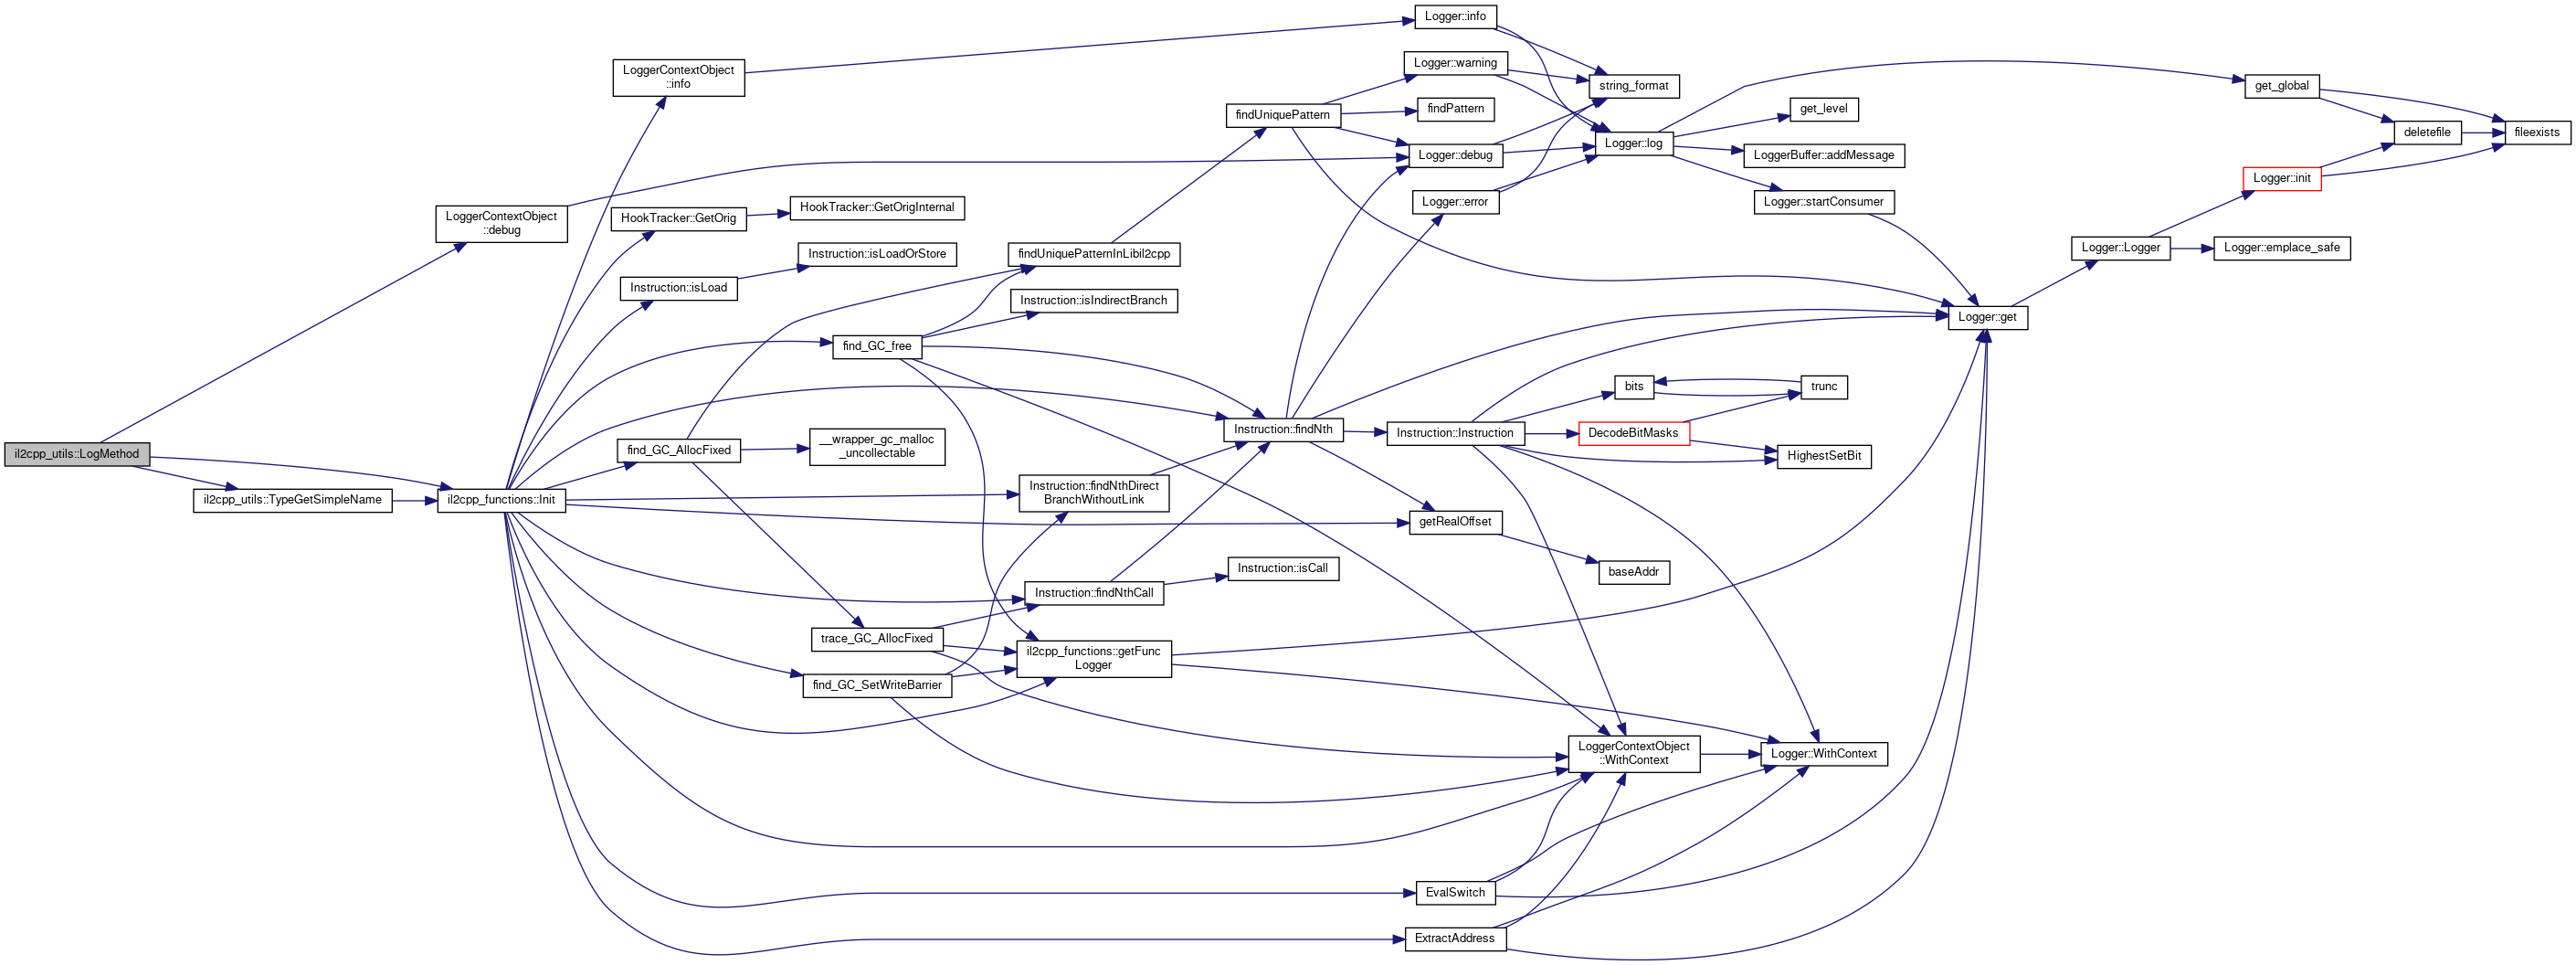 il2cpp_utils::LogMethod
LoggerContextObject
::debug
il2cpp_utils::TypeGetSimpleName
il2cpp_functions::Init
LoggerContextObject
::info
HookTracker::GetOrig
HookTracker::GetOrigInternal
Instruction::isLoad
Instruction::isLoadOrStore
find_GC_free
find_GC_AllocFixed
__wrapper_gc_malloc
_uncollectable
trace_GC_AllocFixed
find_GC_SetWriteBarrier
findUniquePatternInLibil2cpp
Instruction::isIndirectBranch
Instruction::findNthDirect
BranchWithoutLink
Instruction::findNthCall
il2cpp_functions::getFunc
Logger
findUniquePattern
Instruction::findNth
Instruction::isCall
Logger::info
Logger::warning
findPattern
Logger::debug
Logger::error
Instruction::Instruction
getRealOffset
EvalSwitch
ExtractAddress
string_format
Logger::log
bits
DecodeBitMasks
baseAddr
LoggerContextObject
::WithContext
get_level
LoggerBuffer::addMessage
Logger::startConsumer
trunc
HighestSetBit
Logger::WithContext
Logger::get
Logger::Logger
get_global
Logger::init
Logger::emplace_safe
deletefile
fileexists